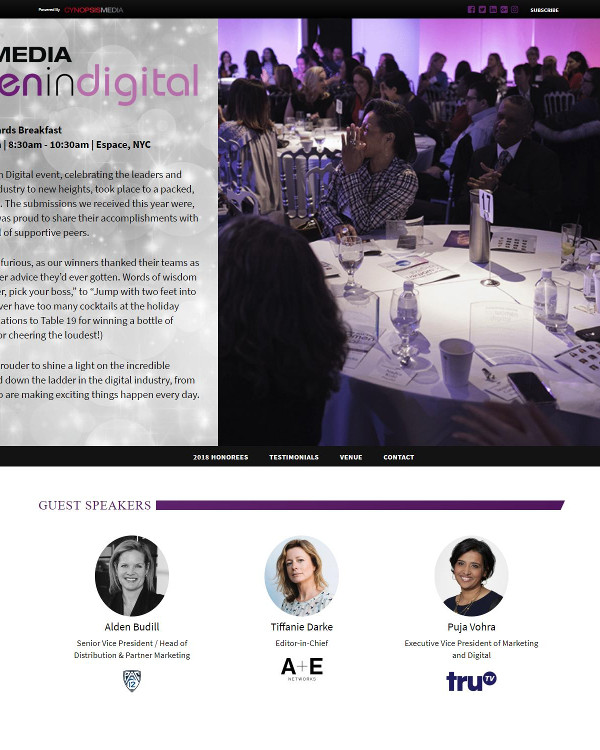 Powered By CYNOPSISMEDIA
SUBSCRIBE
MEDIA
enindigital
ards Breakfast
| 8:30am - 10:30am | Espace, NYC
Digital event, celebrating the leaders and
dustry to new heights, took place to a packed,
. The submissions we received this year were,
was proud to share their accomplishments with
l of supportive peers.
furious, as our winners thanked their teams as
er advice they'd ever gotten. Words of wisdom
r, pick your boss," to "Jump with two feet into
ver have too many cocktails at the holiday
ations to Table 19 for winning a bottle of
or cheering the loudest!)
rouder to shine a light on the incredible
d down the ladder in the digital industry, from
o are making exciting things happen every day.
17
2018 HONOREES TESTIMONIALS VENUE CONTACT
GUEST SPEAKERS
Alden Budill Tiffanie Darke Puja Vohra
Senior Vice President / Head of Editor-in-Chief Executive Vice President of Marketing
Distribution & Partner Marketing and Digital
PAC 12 A+E truTV
NETWORKS